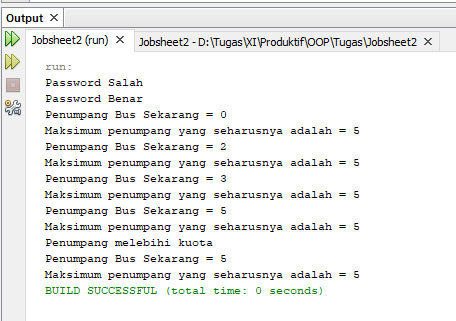 Output ×
Jobsheet2 (run) × Jobsheet2 - D:\Tugas\XI\Produktif\OOP\Tugas\Jobsheet2 ×
run:
Password Salah
Password Benar
Penumpang Bus Sekarang = 0
Maksimum penumpang yang seharusnya adalah = 5
Penumpang Bus Sekarang = 2
Maksimum penumpang yang seharusnya adalah = 5
Penumpang Bus Sekarang = 3
Maksimum penumpang yang seharusnya adalah = 5
Penumpang Bus Sekarang = 5
Maksimum penumpang yang seharusnya adalah = 5
Penumpang melebihi kuota
Penumpang Bus Sekarang = 5
Maksimum penumpang yang seharusnya adalah = 5
BUILD SUCCESSFUL (total time: 0 seconds)